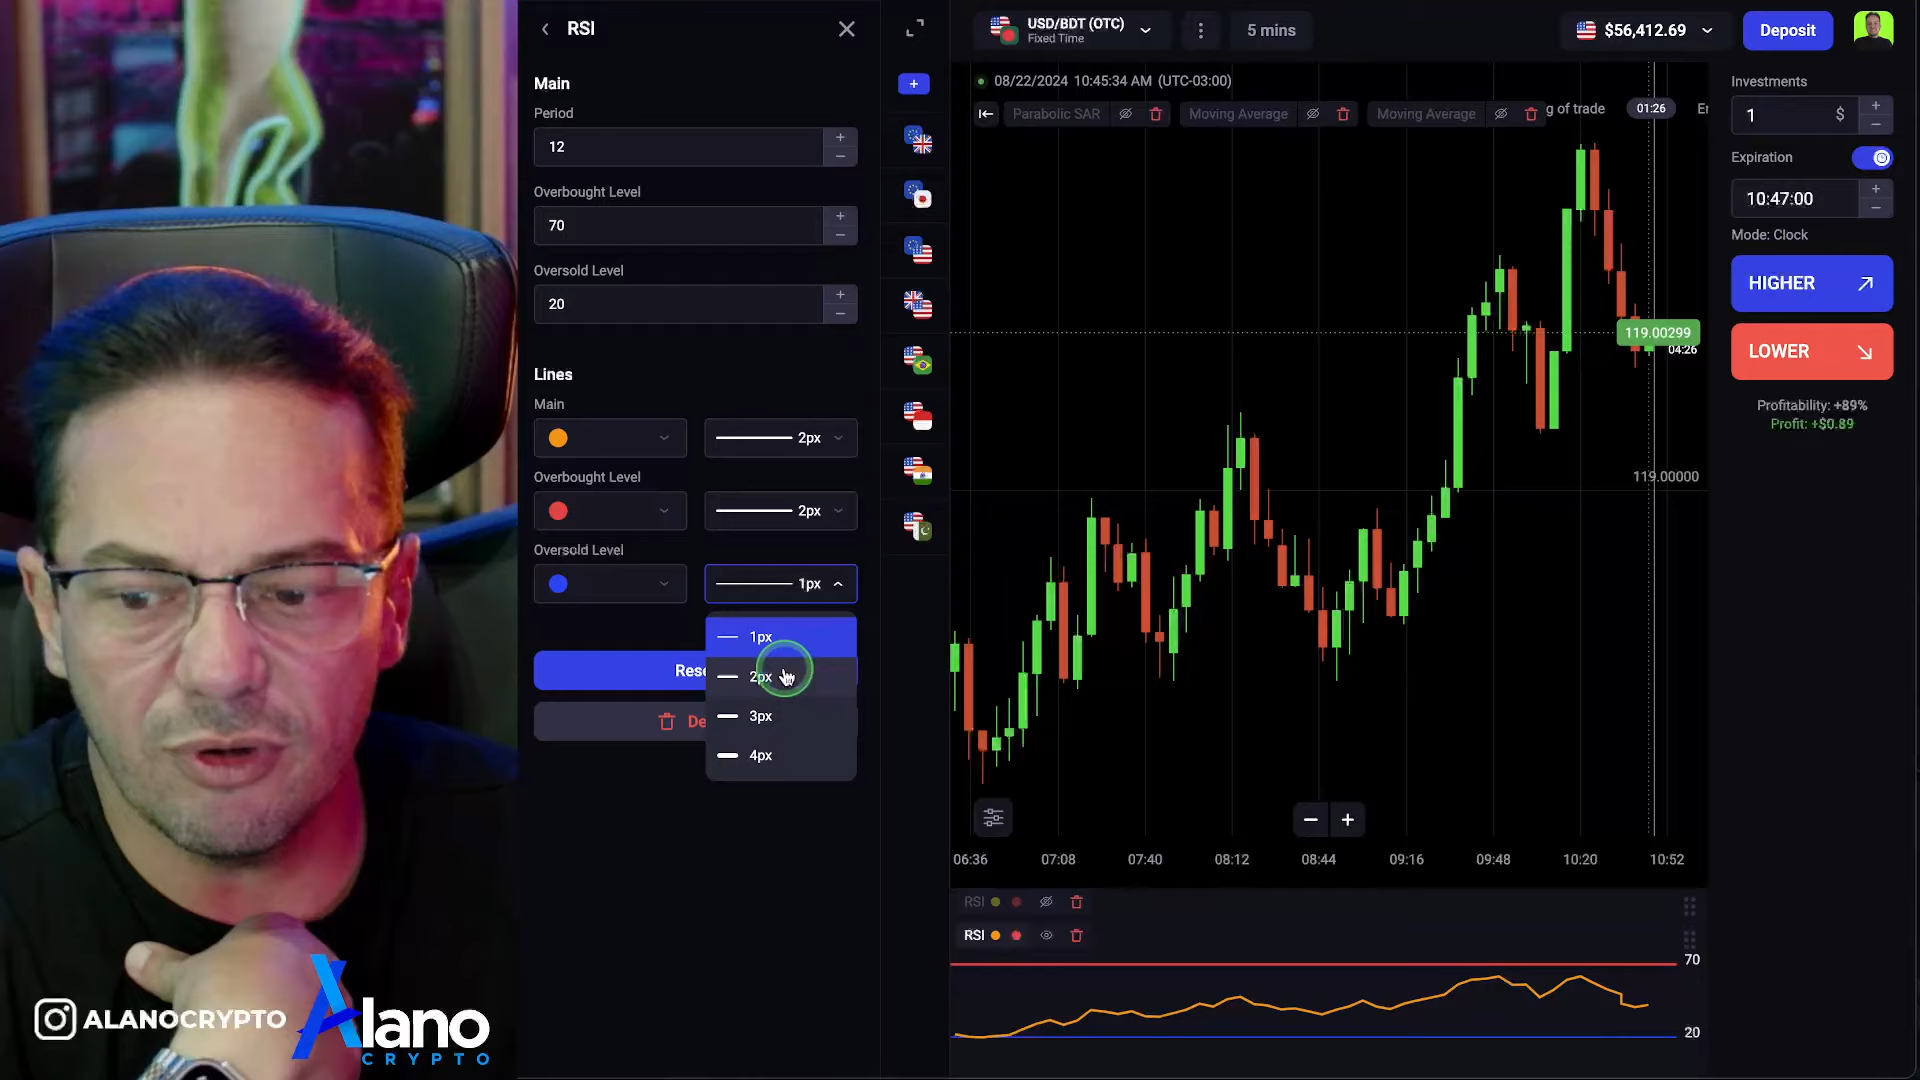 RSI
Main
Period
12
Overbought Level
70
Oversold Level
20
Lines
Main
2px
Overbought Level
2px
Oversold Level
1px
1px
2px
3px
4px
Rese
De
USD/BDT (OTC)
Fixed Time
5 mins
$56,412.69
Deposit
08/22/2024 10:45:34 AM (UTC-03:00)
Parabolic SAR
Moving Average
Moving Average
g of trade
01:26
119.00299
04:26
119.00000
06:36 07:08 07:40 08:12 08:44 09:16 09:48 10:20 10:52
RSI
RSI
70
20
Investments
1 $
Expiration
10:47:00
Mode: Clock
HIGHER
LOWER
Profitability: +89%
Profit: +$0.89
ALANOCRYPTO
Alano
CRYPTO